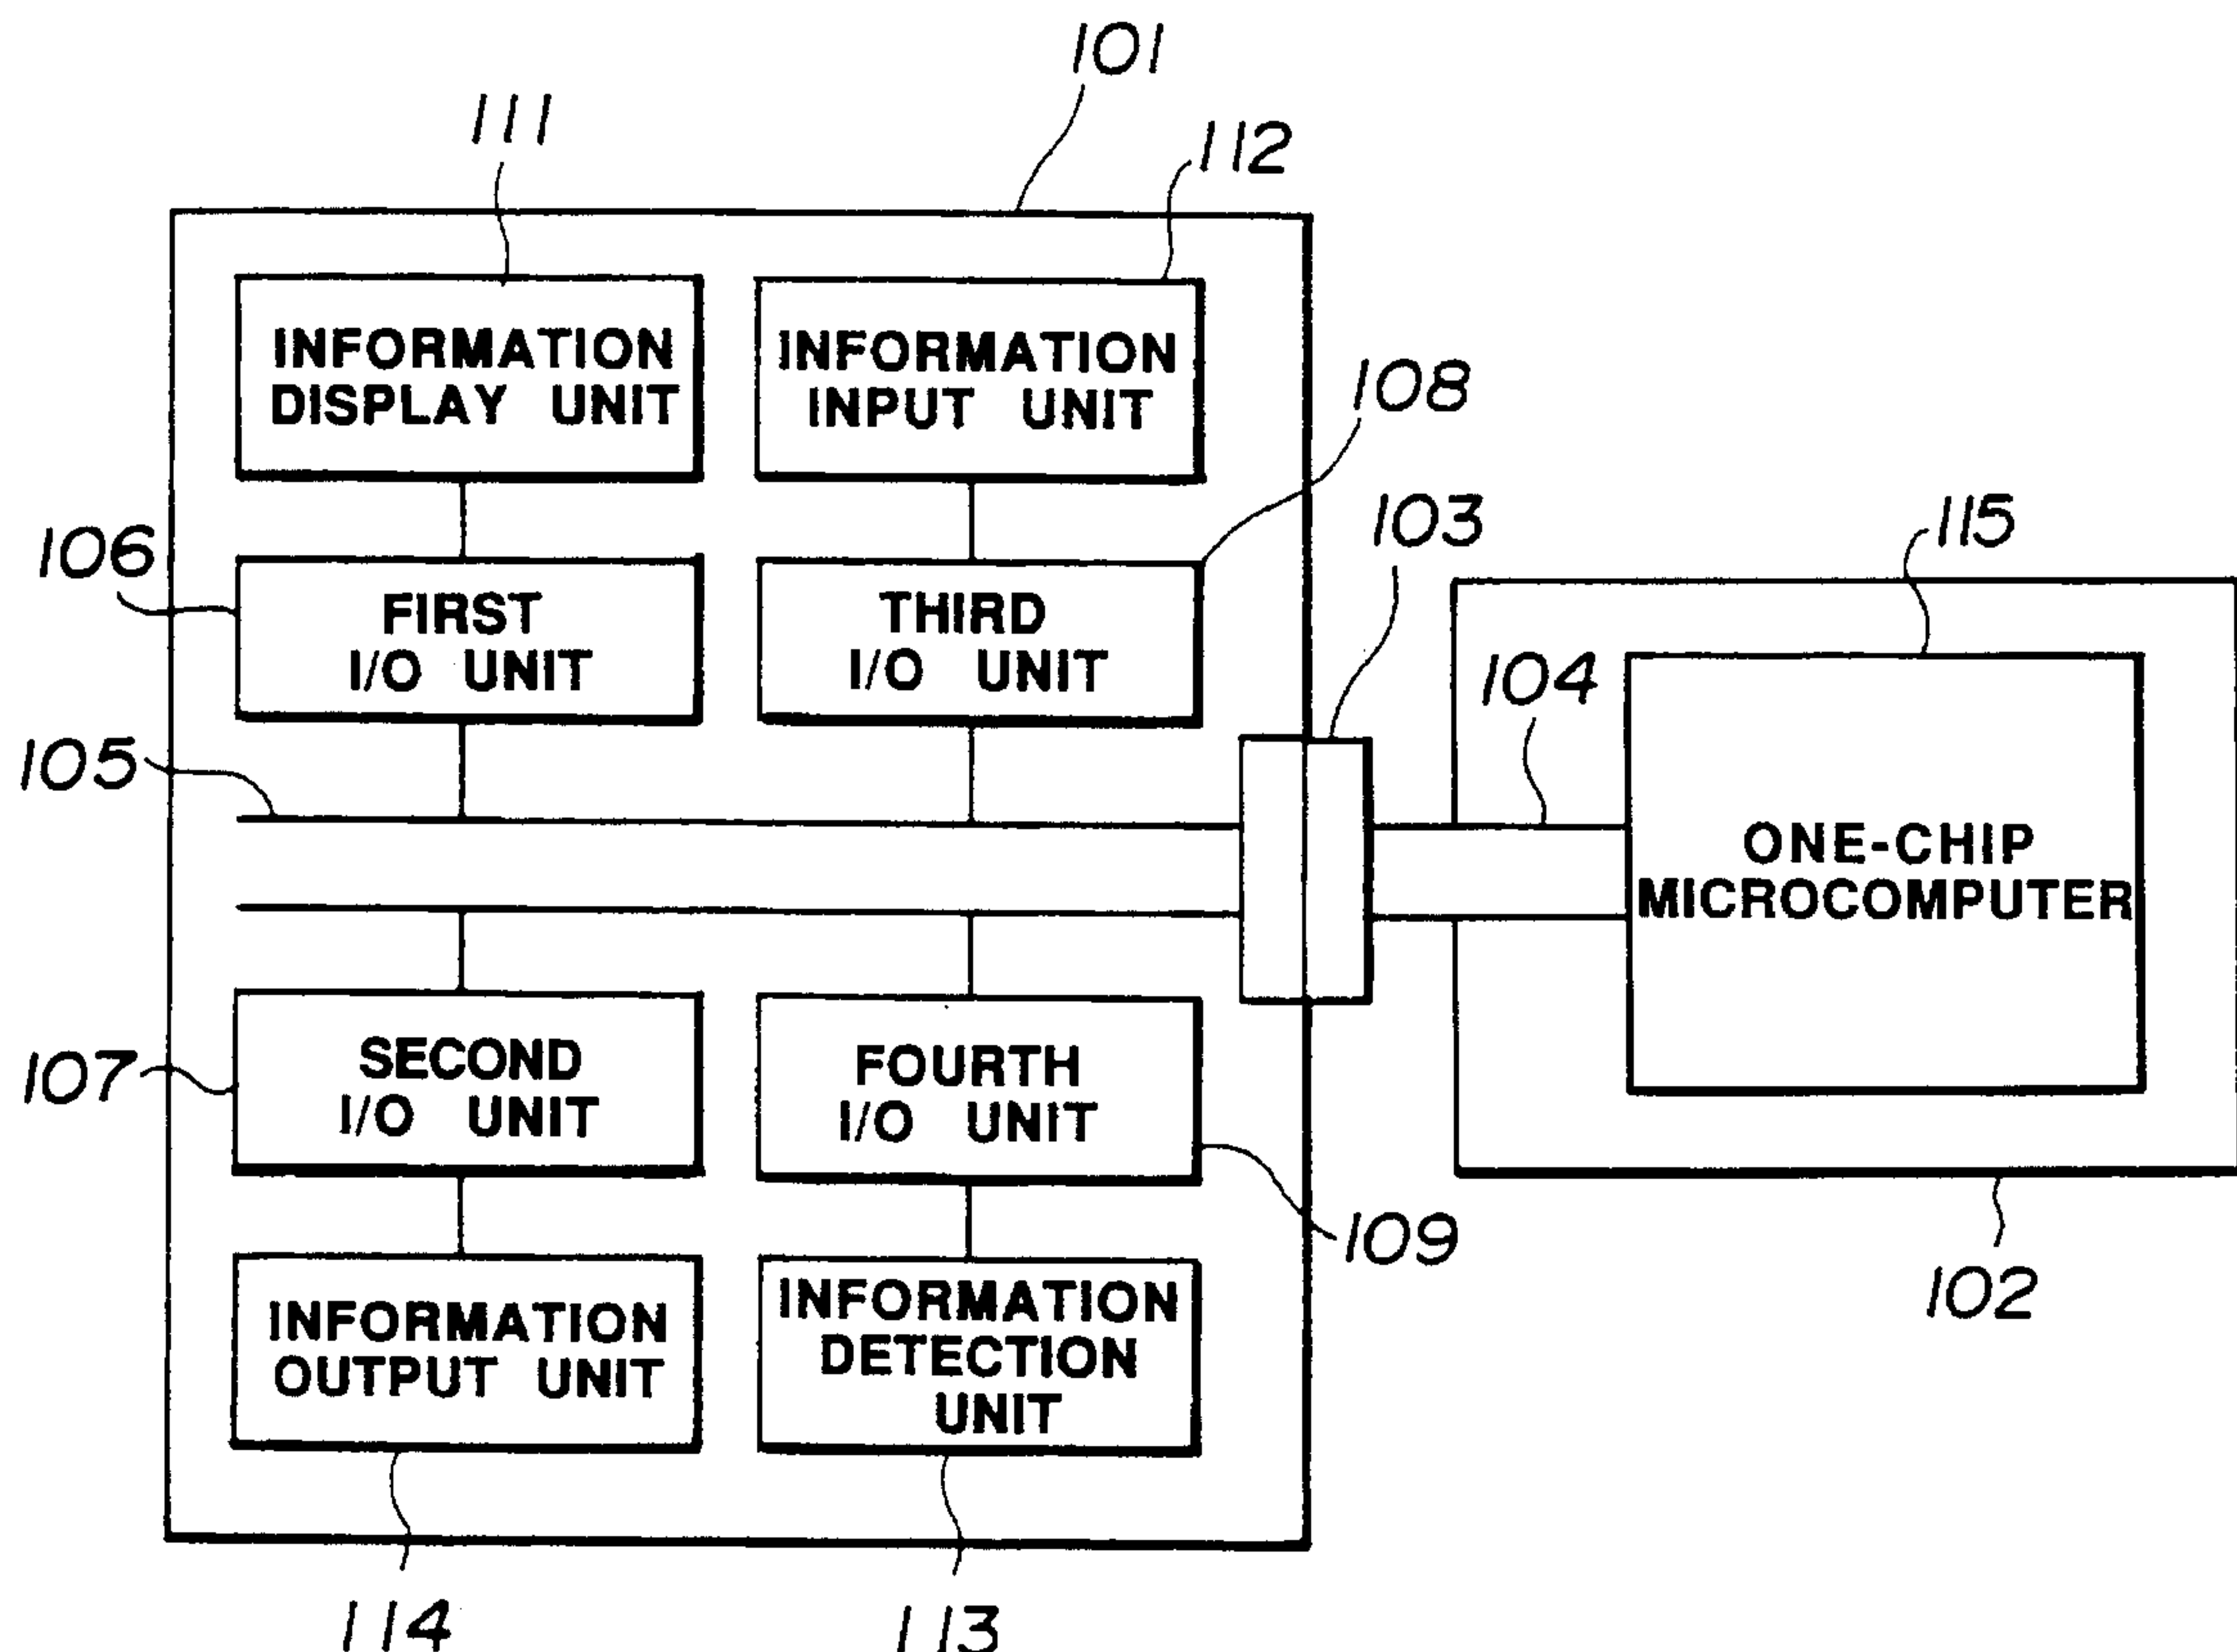 101
111
112
INFORMATION
DISPLAY UNIT
INFORMATION
INPUT UNIT
108
103
115
106
FIRST
I/O UNIT
THIRD
I/O UNIT
104
105
ONE-CHIP
MICROCOMPUTER
107
SECOND
I/O UNIT
FOURTH
I/O UNIT
109
102
INFORMATION
OUTPUT UNIT
INFORMATION
DETECTION
UNIT
114
113